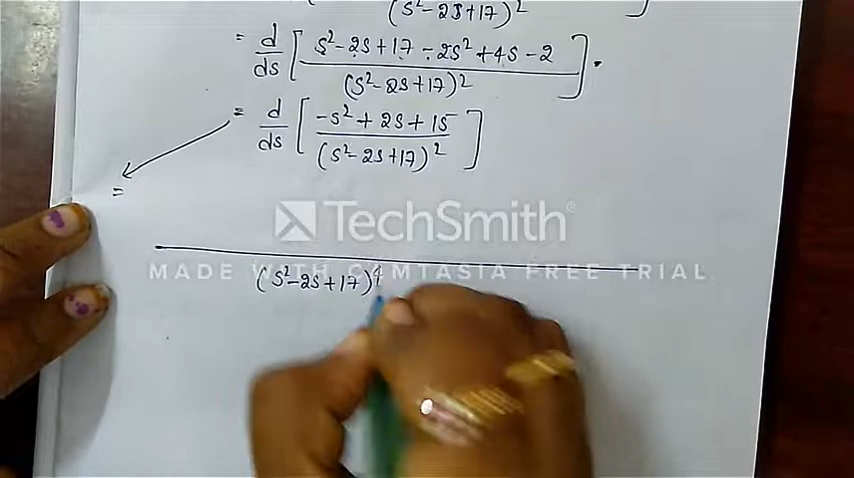 (s²-2s+17)²
= d/ds [ s²-2s+17-2s²+4s-2 / (s²-2s+17)² ].
= d/ds [ -s²+2s+15 / (s²-2s+17)² ]
=
TechSmith®
MADE WITH CAMTASIA FREE TRIAL
(s²-2s+17)⁴